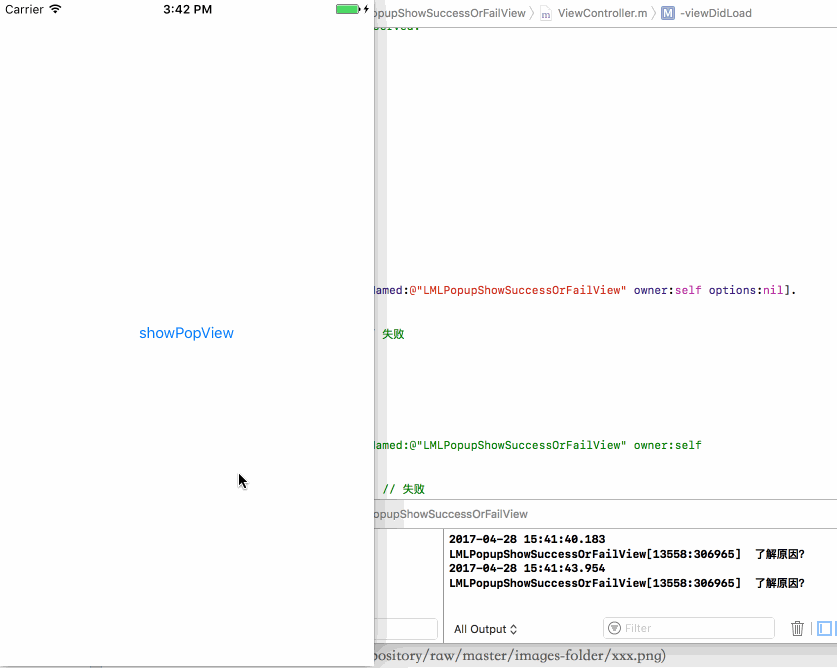 Carrier 3:42 PM
opupShowSuccessOrFailView ViewController.m M -viewDidLoad
showPopView
Named:@"LMLPopupShowSuccessOrFailView" owner:self options:nil].
失败
Named:@"LMLPopupShowSuccessOrFailView" owner:self
// 失败
opupShowSuccessOrFailView
2017-04-28 15:41:40.183
LMLPopupShowSuccessOrFailView[13558:306965] 了解原因?
2017-04-28 15:41:43.954
LMLPopupShowSuccessOrFailView[13558:306965] 了解原因?
All Output Filter
pository/raw/master/images-folder/xxx.png)